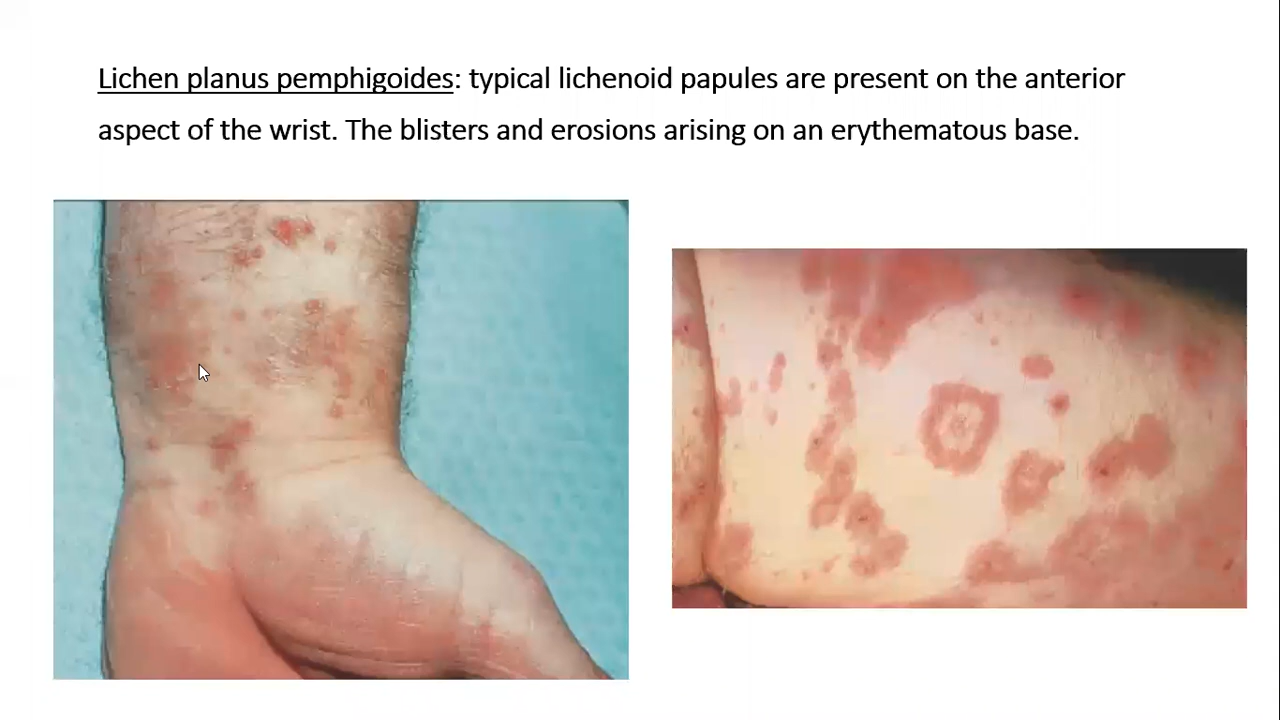 Lichen planus pemphigoides: typical lichenoid papules are present on the anterior
aspect of the wrist. The blisters and erosions arising on an erythematous base.